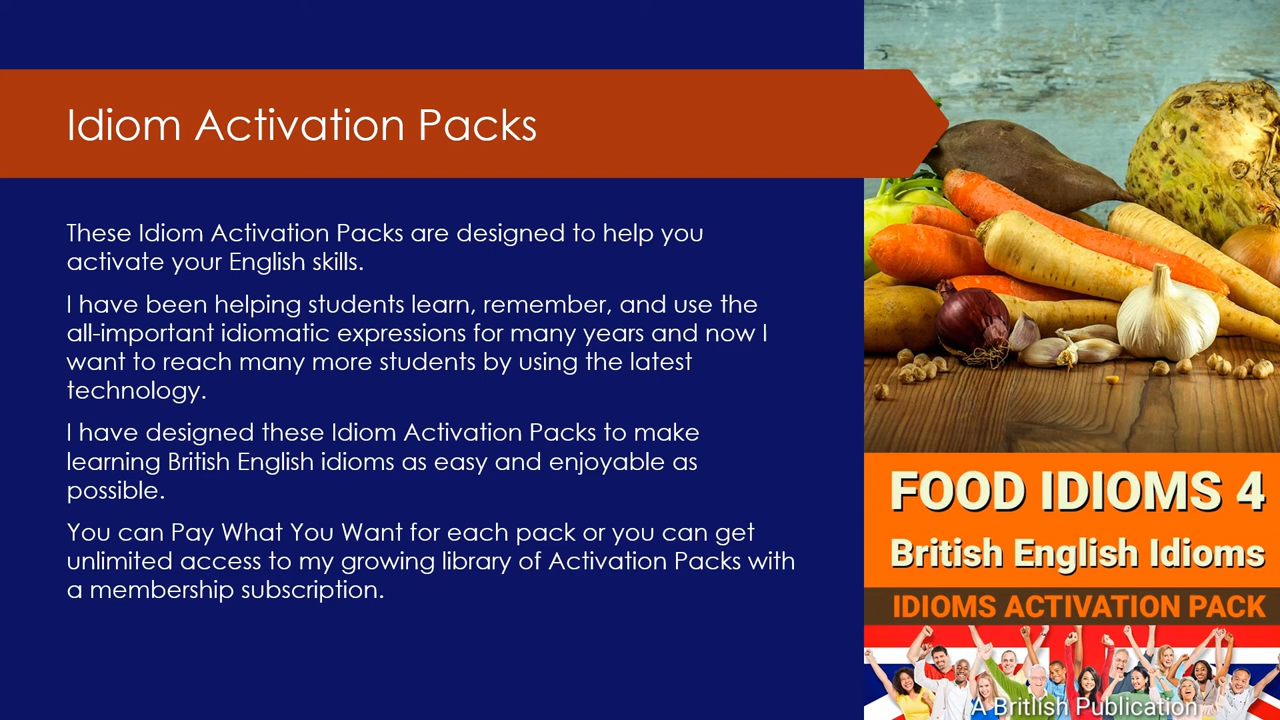 Idiom Activation Packs
These Idiom Activation Packs are designed to help you
activate your English skills.
I have been helping students learn, remember, and use the
all-important idiomatic expressions for many years and now I
want to reach many more students by using the latest
technology.
I have designed these Idiom Activation Packs to make
learning British English idioms as easy and enjoyable as
possible.
You can Pay What You Want for each pack or you can get
unlimited access to my growing library of Activation Packs with
a membership subscription.
FOOD IDIOMS 4
British English Idioms
IDIOMS ACTIVATION PACK
A Britlish Publication